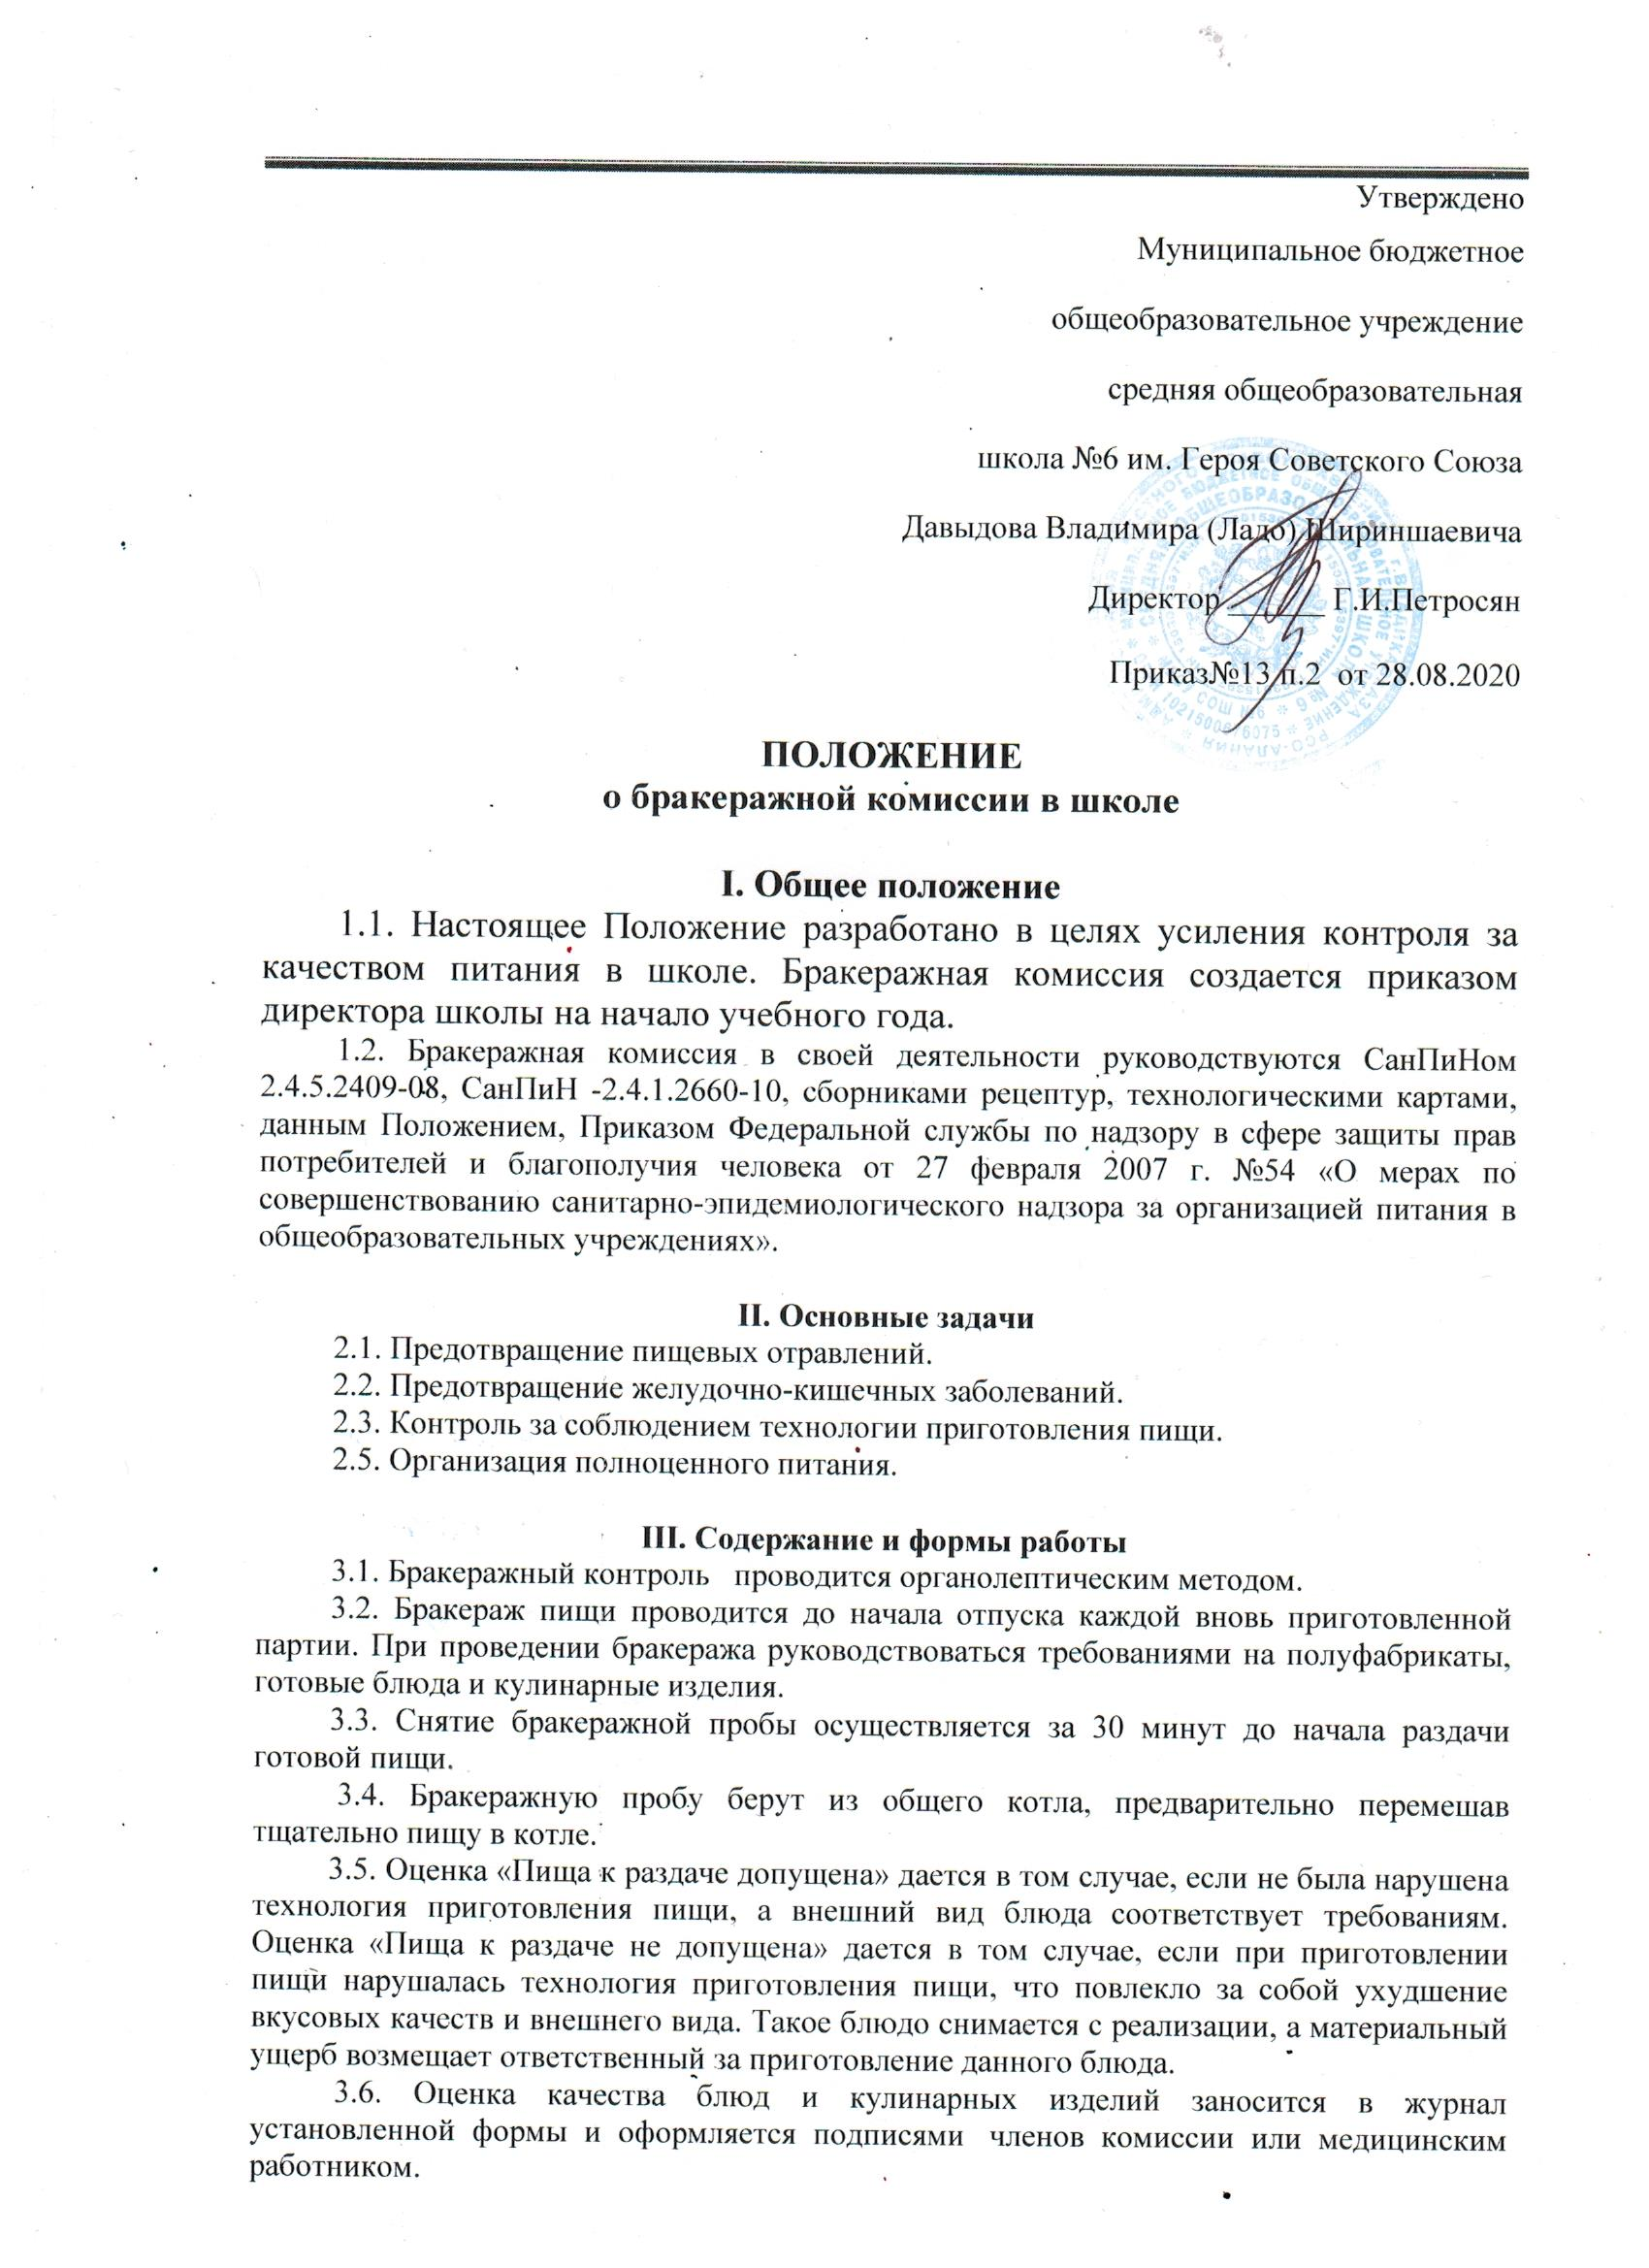 Утверждено
Муниципальное бюджетное
общеобразовательное учреждение
средняя общеобразовательная
школа №6 им. Героя Советского Союза
Давыдова Владимира (Ладо) Шириншаевича
Директор ______ Г.И.Петросян
Приказ№13 п.2 от 28.08.2020
ПОЛОЖЕНИЕ
о бракеражной комиссии в школе
I. Общее положение
1.1. Настоящее Положение разработано в целях усиления контроля за
качеством питания в школе. Бракеражная комиссия создается приказом
директора школы на начало учебного года.
1.2. Бракеражная комиссия в своей деятельности руководствуются СанПиНом
2.4.5.2409-08, СанПиН -2.4.1.2660-10, сборниками рецептур, технологическими картами,
данным Положением, Приказом Федеральной службы по надзору в сфере защиты прав
потребителей и благополучия человека от 27 февраля 2007 г. №54 «О мерах по
совершенствованию санитарно-эпидемиологического надзора за организацией питания в
общеобразовательных учреждениях».
II. Основные задачи
2.1. Предотвращение пищевых отравлений.
2.2. Предотвращение желудочно-кишечных заболеваний.
2.3. Контроль за соблюдением технологии приготовления пищи.
2.5. Организация полноценного питания.
III. Содержание и формы работы
3.1. Бракеражный контроль проводится органолептическим методом.
3.2. Бракераж пищи проводится до начала отпуска каждой вновь приготовленной
партии. При проведении бракеража руководствоваться требованиями на полуфабрикаты,
готовые блюда и кулинарные изделия.
3.3. Снятие бракеражной пробы осуществляется за 30 минут до начала раздачи
готовой пищи.
3.4. Бракеражную пробу берут из общего котла, предварительно перемешав
тщательно пищу в котле.
3.5. Оценка «Пища к раздаче допущена» дается в том случае, если не была нарушена
технология приготовления пищи, а внешний вид блюда соответствует требованиям.
Оценка «Пища к раздаче не допущена» дается в том случае, если при приготовлении
пищи нарушалась технология приготовления пищи, что повлекло за собой ухудшение
вкусовых качеств и внешнего вида. Такое блюдо снимается с реализации, а материальный
ущерб возмещает ответственный за приготовление данного блюда.
3.6. Оценка качества блюд и кулинарных изделий заносится в журнал
установленной формы и оформляется подписями членов комиссии или медицинским
работником.